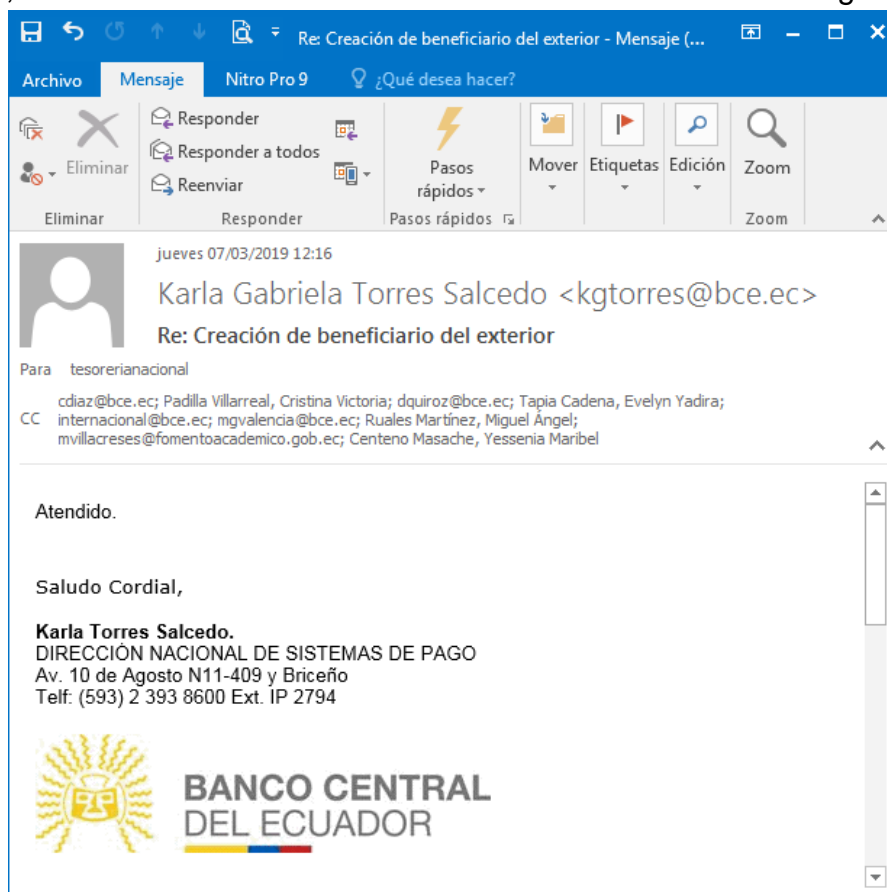 Re: Creación de beneficiario del exterior - Mensaje (...
Archivo Mensaje Nitro Pro 9 ¿Qué desea hacer?
Eliminar
Responder
Responder a todos
Reenviar
Pasos rápidos
Mover
Etiquetas
Edición
Zoom
Eliminar Responder Pasos rápidos Zoom
jueves 07/03/2019 12:16
Karla Gabriela Torres Salcedo <kgtorres@bce.ec>
Re: Creación de beneficiario del exterior
Para tesorerianacional
cdiaz@bce.ec; Padilla Villarreal, Cristina Victoria; dquiroz@bce.ec; Tapia Cadena, Evelyn Yadira;
CC internacional@bce.ec; mgvalencia@bce.ec; Ruales Martínez, Miguel Ángel;
mvillacreses@fomentoacademico.gob.ec; Centeno Masache, Yessenia Maribel
Atendido.
Saludo Cordial,
Karla Torres Salcedo.
DIRECCIÓN NACIONAL DE SISTEMAS DE PAGO
Av. 10 de Agosto N11-409 y Briceño
Telf: (593) 2 393 8600 Ext. IP 2794
BANCO CENTRAL
DEL ECUADOR